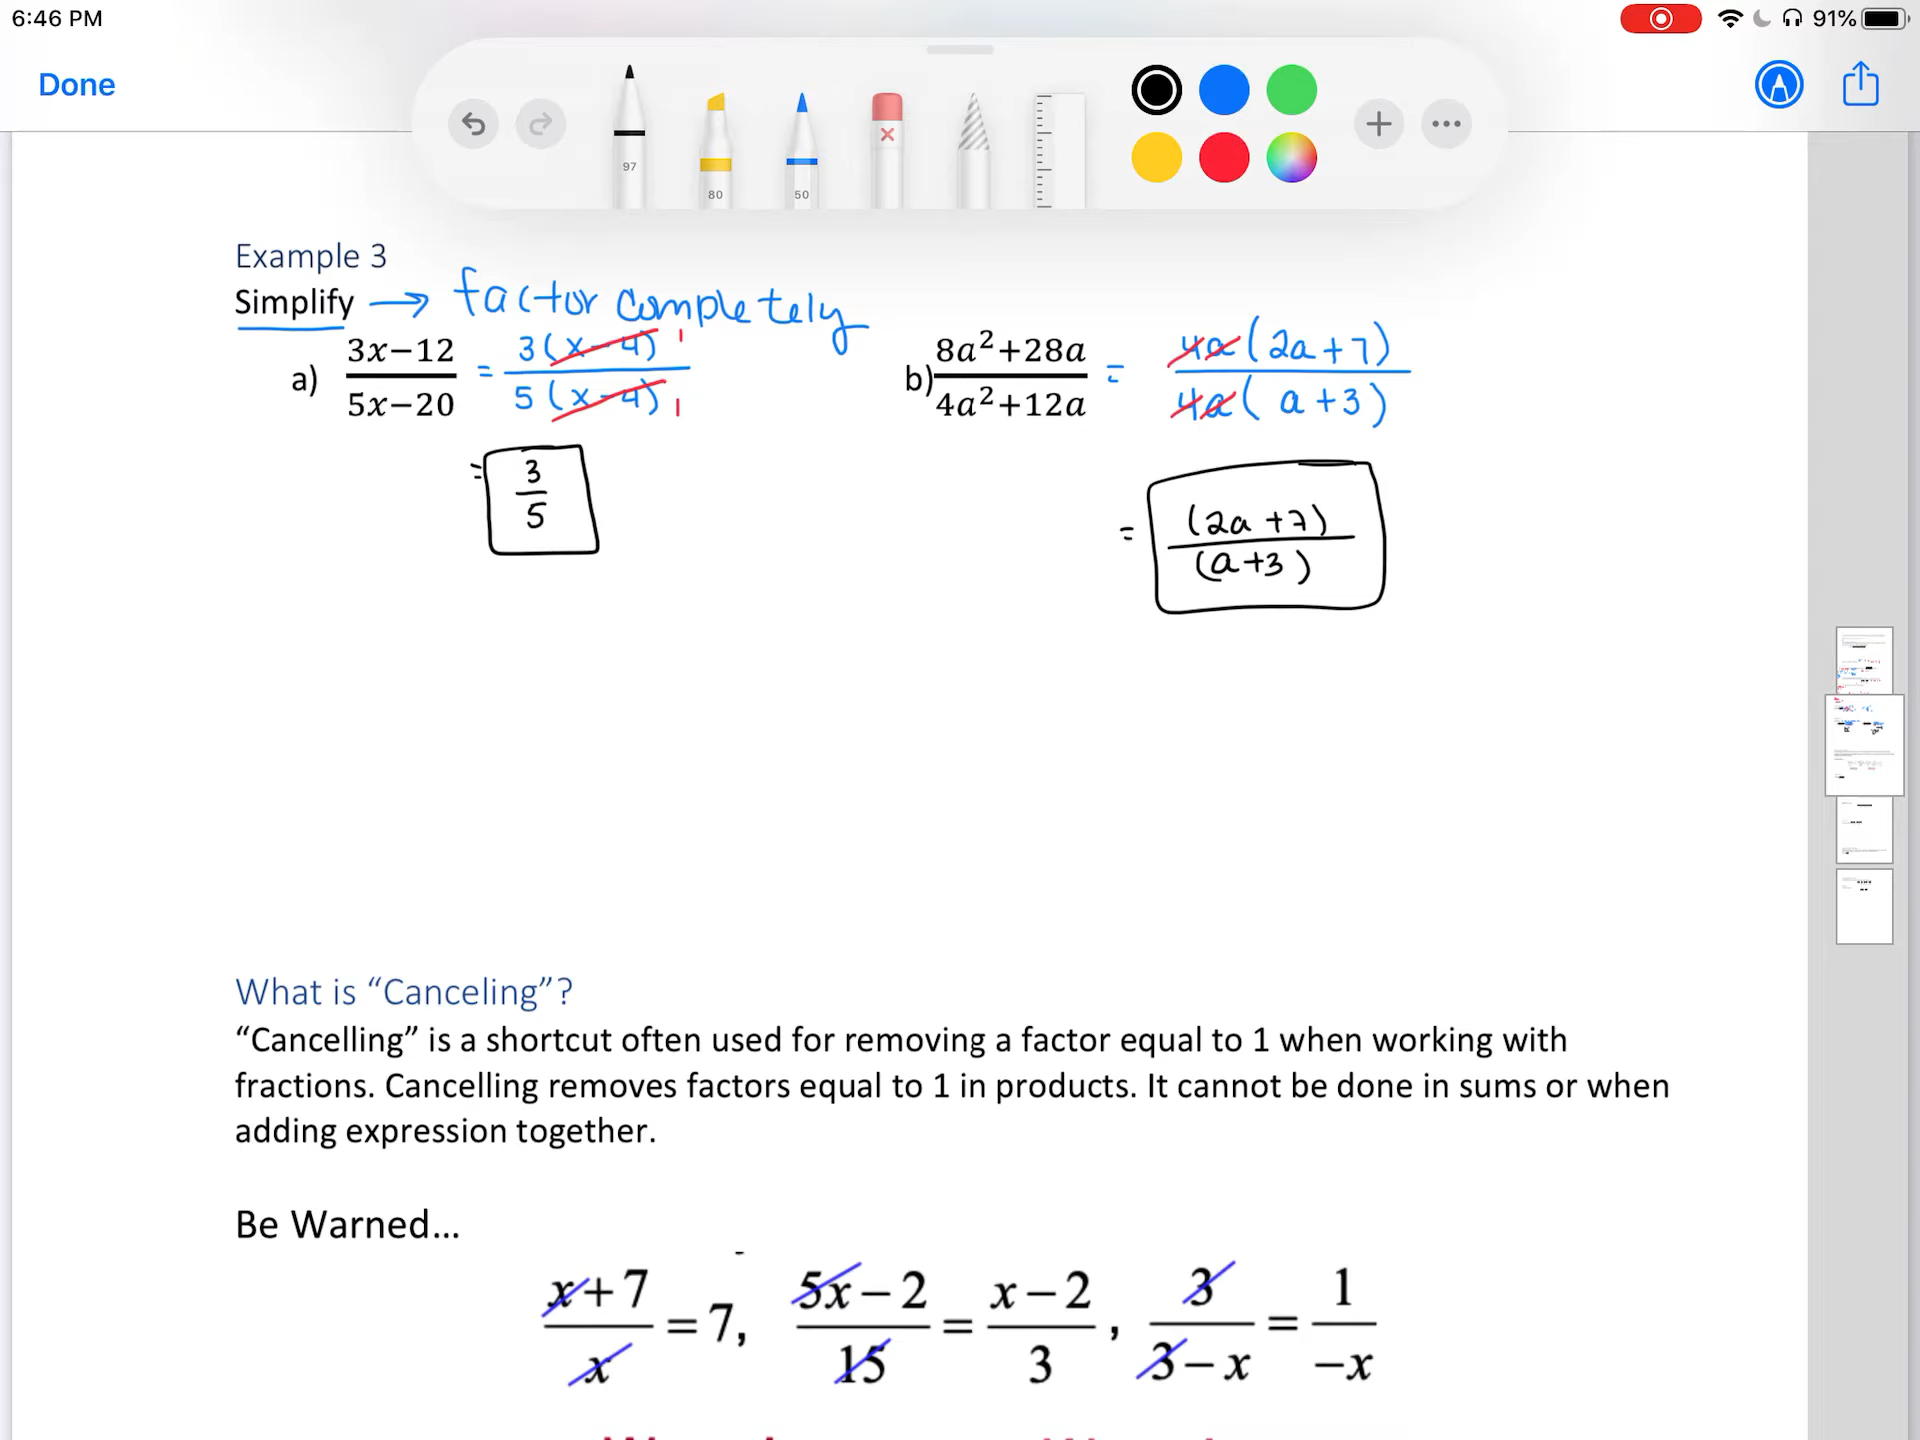 6:46 PM
91%
Done
97
80
50
Example 3
Simplify → factor completely
a) 3x−12 / 5x−20 = 3(x−4) 1 / 5(x−4) 1
= 3/5
b) 8a²+28a / 4a²+12a = 4a(2a+7) / 4a(a+3)
= (2a+7) / (a+3)
What is “Canceling”?
“Cancelling” is a shortcut often used for removing a factor equal to 1 when working with
fractions. Cancelling removes factors equal to 1 in products. It cannot be done in sums or when
adding expression together.
Be Warned...
x+7 / x = 7, 5x−2 / 15 = x−2 / 3, 3 / 3−x = 1 / −x